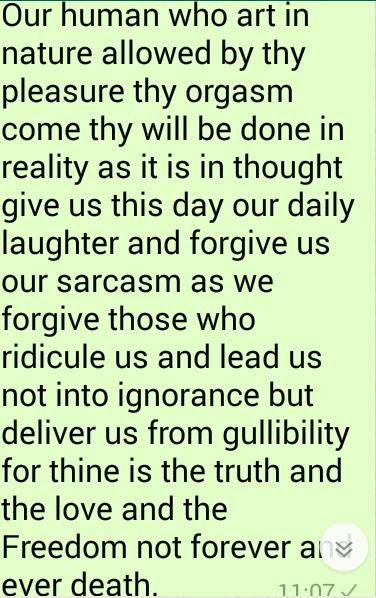 Our human who art in
nature allowed by thy
pleasure thy orgasm
come thy will be done in
reality as it is in thought
give us this day our daily
laughter and forgive us
our sarcasm as we
forgive those who
ridicule us and lead us
not into ignorance but
deliver us from gullibility
for thine is the truth and
the love and the
Freedom not forever and
ever death.
11:07